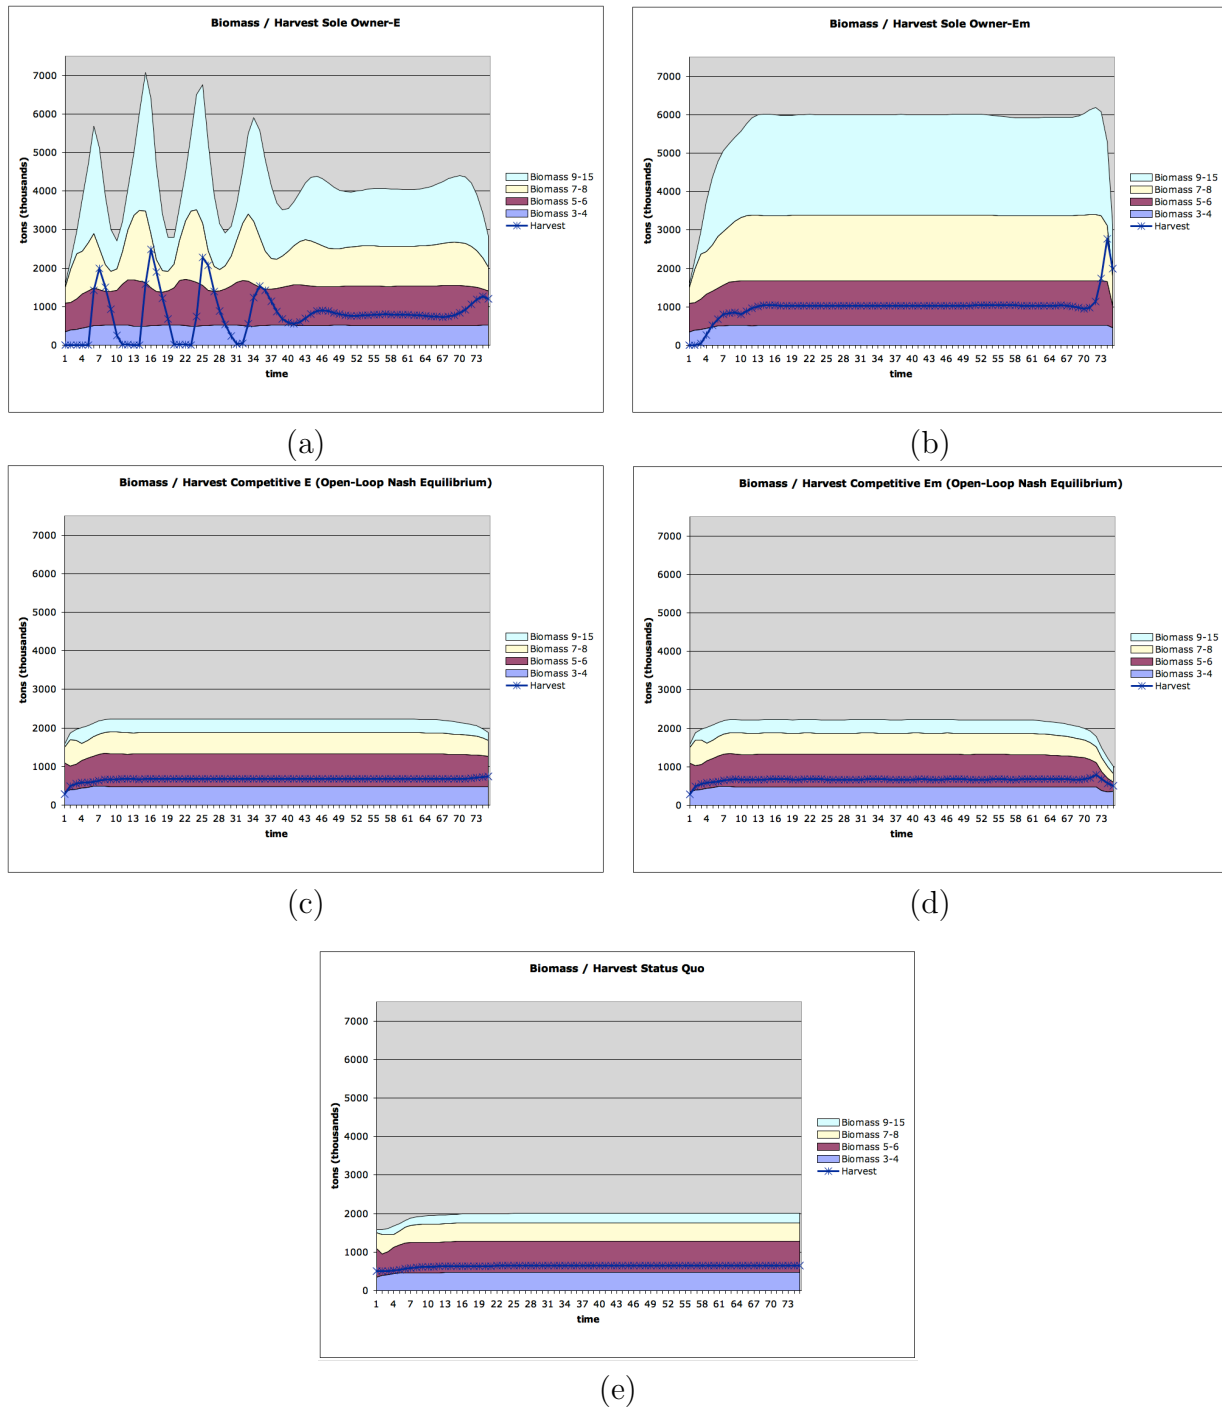 Biomass / Harvest Sole Owner-E
tons (thousands)
7000
6000
5000
4000
3000
2000
1000
0
1 4 7 10 13 16 19 22 25 28 31 34 37 40 43 46 49 52 55 58 61 64 67 70 73
time
Biomass 9-15
Biomass 7-8
Biomass 5-6
Biomass 3-4
Harvest
(a)
Biomass / Harvest Sole Owner-Em
tons (thousands)
7000
6000
5000
4000
3000
2000
1000
0
1 4 7 10 13 16 19 22 25 28 31 34 37 40 43 46 49 52 55 58 61 64 67 70 73
time
Biomass 9-15
Biomass 7-8
Biomass 5-6
Biomass 3-4
Harvest
(b)
Biomass / Harvest Competitive E (Open-Loop Nash Equilibrium)
tons (thousands)
7000
6000
5000
4000
3000
2000
1000
0
1 4 7 10 13 16 19 22 25 28 31 34 37 40 43 46 49 52 55 58 61 64 67 70 73
time
Biomass 9-15
Biomass 7-8
Biomass 5-6
Biomass 3-4
Harvest
(c)
Biomass / Harvest Competitive Em (Open-Loop Nash Equilibrium)
tons (thousands)
7000
6000
5000
4000
3000
2000
1000
0
1 4 7 10 13 16 19 22 25 28 31 34 37 40 43 46 49 52 55 58 61 64 67 70 73
time
Biomass 9-15
Biomass 7-8
Biomass 5-6
Biomass 3-4
Harvest
(d)
Biomass / Harvest Status Quo
tons (thousands)
7000
6000
5000
4000
3000
2000
1000
0
1 4 7 10 13 16 19 22 25 28 31 34 37 40 43 46 49 52 55 58 61 64 67 70 73
time
Biomass 9-15
Biomass 7-8
Biomass 5-6
Biomass 3-4
Harvest
(e)